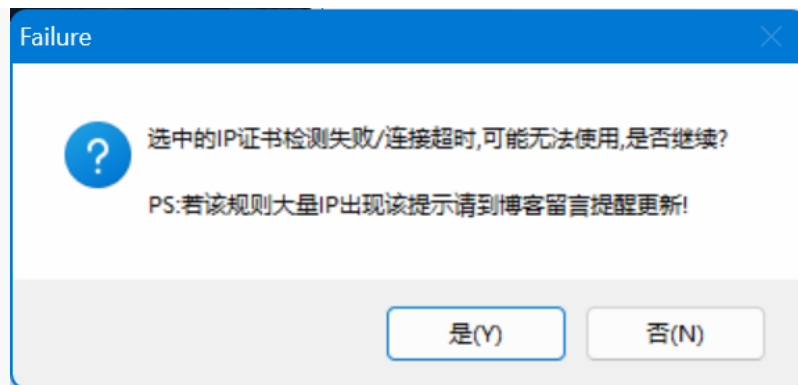 Failure
选中的IP证书检测失败/连接超时,可能无法使用,是否继续?
PS:若该规则大量IP出现该提示请到博客留言提醒更新!
是(Y)
否(N)